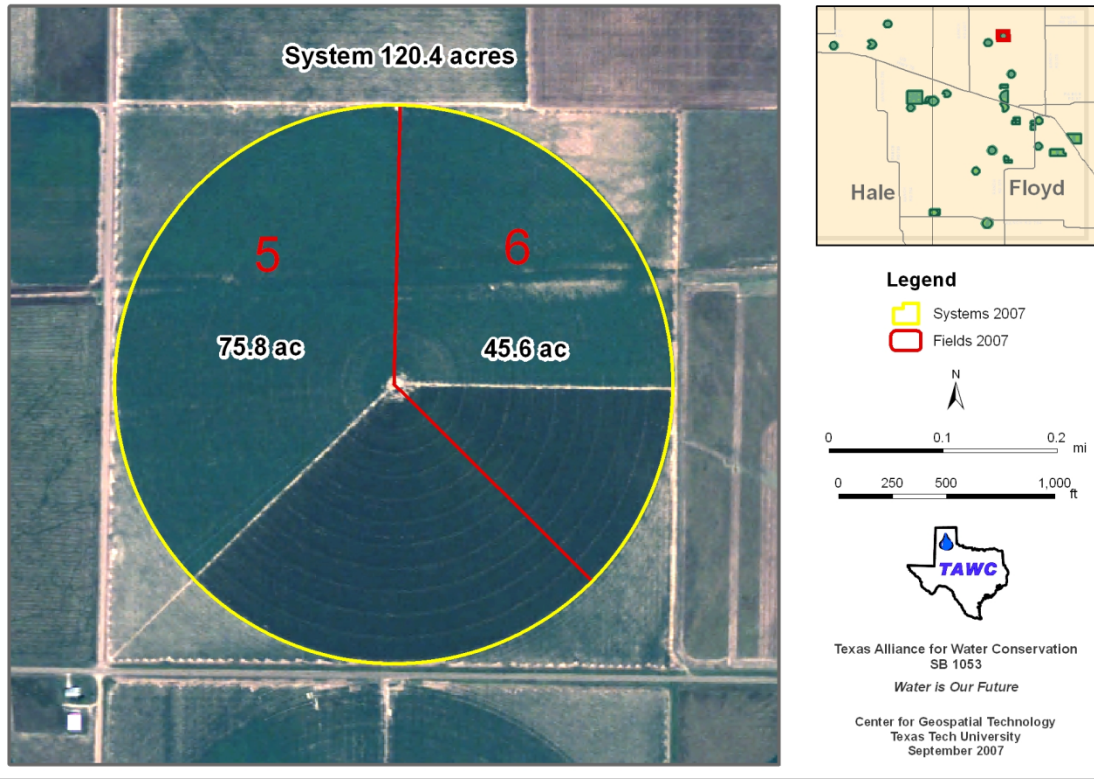 System 120.4 acres
5
6
75.8 ac
45.6 ac
Hale
Floyd
Legend
Systems 2007
Fields 2007
N
0 0.1 0.2
mi
0 250 500 1,000
ft
TAWC
Texas Alliance for Water Conservation
SB 1053
Water is Our Future
Center for Geospatial Technology
Texas Tech University
September 2007